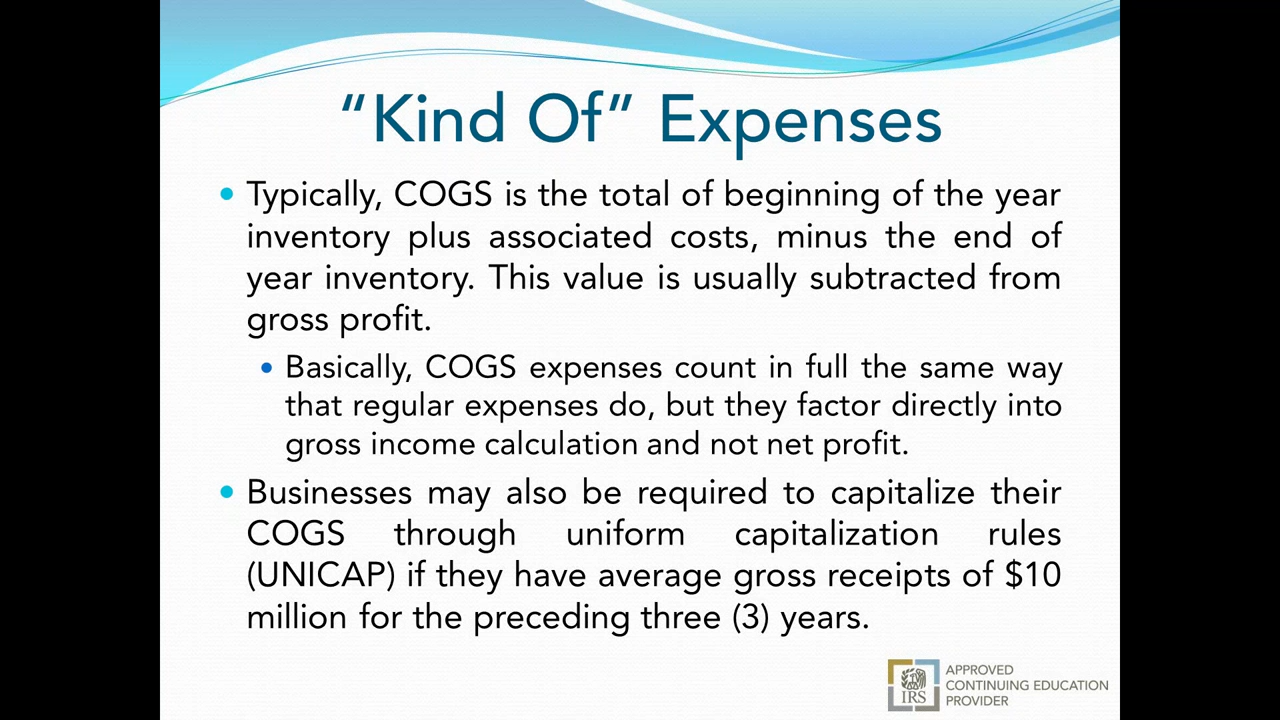 “Kind Of” Expenses
Typically, COGS is the total of beginning of the year
inventory plus associated costs, minus the end of
year inventory. This value is usually subtracted from
gross profit.
Basically, COGS expenses count in full the same way
that regular expenses do, but they factor directly into
gross income calculation and not net profit.
Businesses may also be required to capitalize their
COGS through uniform capitalization rules
(UNICAP) if they have average gross receipts of $10
million for the preceding three (3) years.
IRS
APPROVED
CONTINUING EDUCATION
PROVIDER